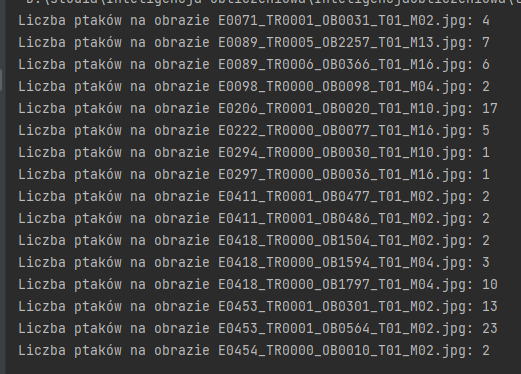 D:\studia\Inteligencja obliczeniowa\InteligencjaObliczeniowa\
Liczba ptaków na obrazie E0071_TR0001_OB0031_T01_M02.jpg: 4
Liczba ptaków na obrazie E0089_TR0005_OB2257_T01_M13.jpg: 7
Liczba ptaków na obrazie E0089_TR0006_OB0366_T01_M16.jpg: 6
Liczba ptaków na obrazie E0098_TR0000_OB0098_T01_M04.jpg: 2
Liczba ptaków na obrazie E0206_TR0001_OB0020_T01_M10.jpg: 17
Liczba ptaków na obrazie E0222_TR0000_OB0077_T01_M16.jpg: 5
Liczba ptaków na obrazie E0294_TR0000_OB0030_T01_M10.jpg: 1
Liczba ptaków na obrazie E0297_TR0000_OB0036_T01_M16.jpg: 1
Liczba ptaków na obrazie E0411_TR0001_OB0477_T01_M02.jpg: 2
Liczba ptaków na obrazie E0411_TR0001_OB0486_T01_M02.jpg: 2
Liczba ptaków na obrazie E0418_TR0000_OB1504_T01_M02.jpg: 2
Liczba ptaków na obrazie E0418_TR0000_OB1594_T01_M04.jpg: 3
Liczba ptaków na obrazie E0418_TR0000_OB1797_T01_M04.jpg: 10
Liczba ptaków na obrazie E0453_TR0001_OB0301_T01_M02.jpg: 13
Liczba ptaków na obrazie E0453_TR0001_OB0564_T01_M02.jpg: 23
Liczba ptaków na obrazie E0454_TR0000_OB0010_T01_M02.jpg: 2